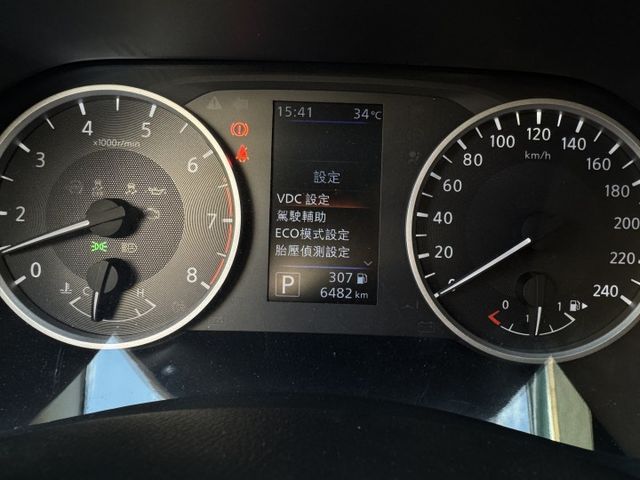 4 5
x1000r/min
3 6
2 7
0 8
C H
15:41 34°C
設定
VDC 設定
駕駛輔助
ECO模式設定
胎壓偵測設定
P 307
6482 km
100 120 140
80 km/h 160
60 180
40 200
20 220
0 240
0 1 1